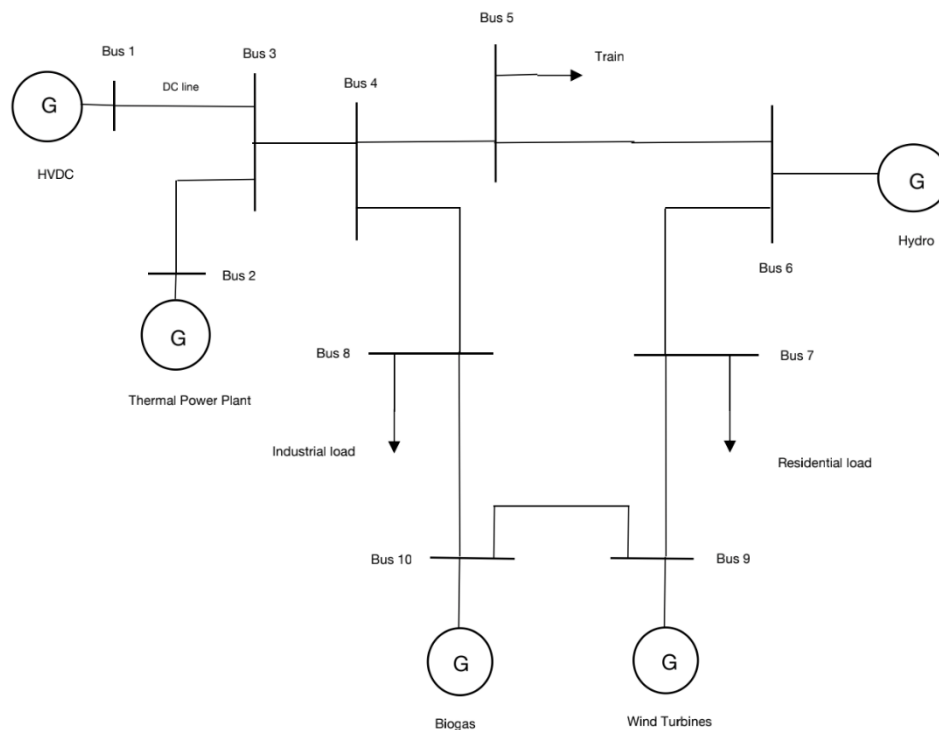 Bus 5
Bus 1
Bus 3
Train
Bus 4
DC line
G
HVDC
G
Hydro
Bus 6
Bus 2
G
Thermal Power Plant
Bus 8
Bus 7
Industrial load
Residential load
Bus 10
Bus 9
G
G
Biogas
Wind Turbines